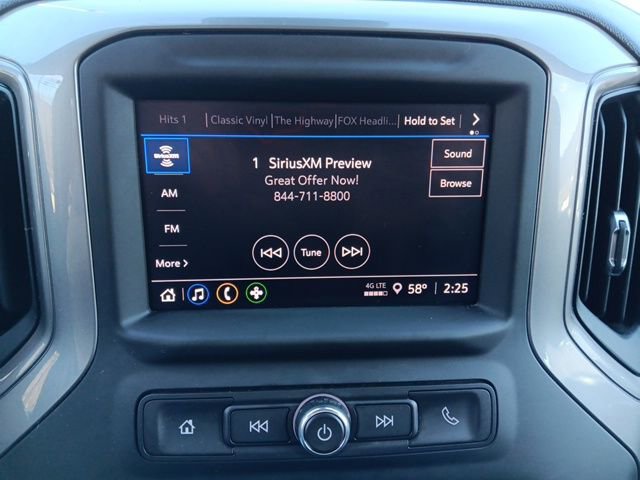 Hits 1 Classic Vinyl The Highway FOX Headli... Hold to Set
SiriusXM
1 SiriusXM Preview
Sound
Great Offer Now!
Browse
844-711-8800
AM
FM
Tune
More
4G LTE
58° 2:25